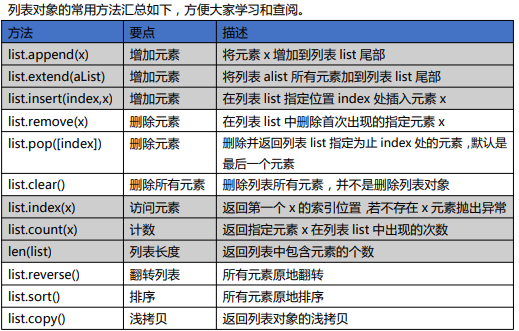 列表对象的常用方法汇总如下，方便大家学习和查阅。
方法 要点 描述
list.append(x) 增加元素 将元素 x 增加到列表 list 尾部
list.extend(aList) 增加元素 将列表 alist 所有元素加到列表 list 尾部
list.insert(index,x) 增加元素 在列表 list 指定位置 index 处插入元素 x
list.remove(x) 删除元素 在列表 list 中删除首次出现的指定元素 x
list.pop([index]) 删除元素 删除并返回列表 list 指定为止 index 处的元素,默认是
最后一个元素
list.clear() 删除所有元素 删除列表所有元素，并不是删除列表对象
list.index(x) 访问元素 返回第一个 x 的索引位置,若不存在 x 元素抛出异常
list.count(x) 计数 返回指定元素 x 在列表 list 中出现的次数
len(list) 列表长度 返回列表中包含元素的个数
list.reverse() 翻转列表 所有元素原地翻转
list.sort() 排序 所有元素原地排序
list.copy() 浅拷贝 返回列表对象的浅拷贝